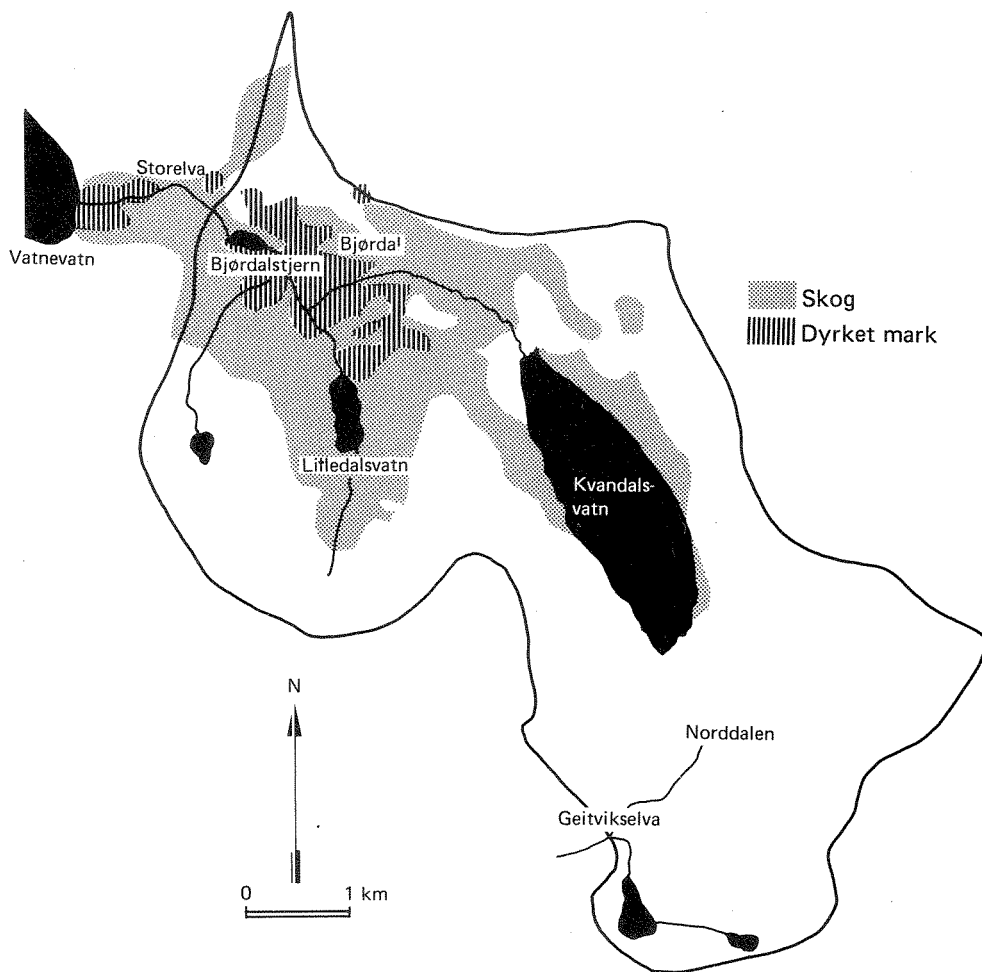 Storelva
Vatnevatn
Bjørdal
Bjørdalstjern
Skog
Dyrket mark
Litledalsvatn
Kvandals-
vatn
N
Norddalen
Geitvikselva
0 1 km